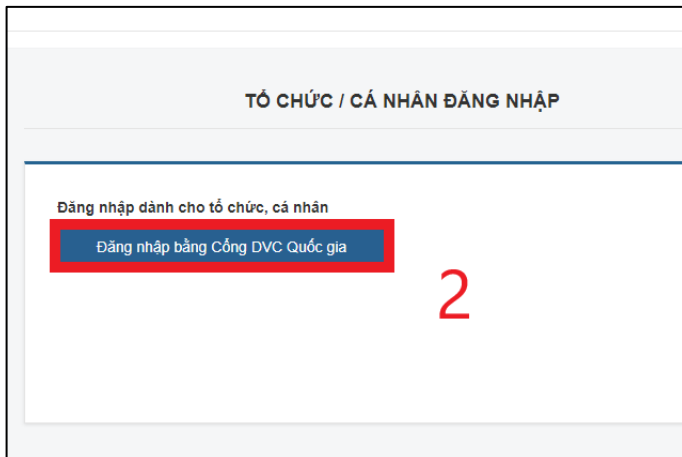 TỔ CHỨC / CÁ NHÂN ĐĂNG NHẬP
Đăng nhập dành cho tổ chức, cá nhân
Đăng nhập bằng Cổng DVC Quốc gia
2